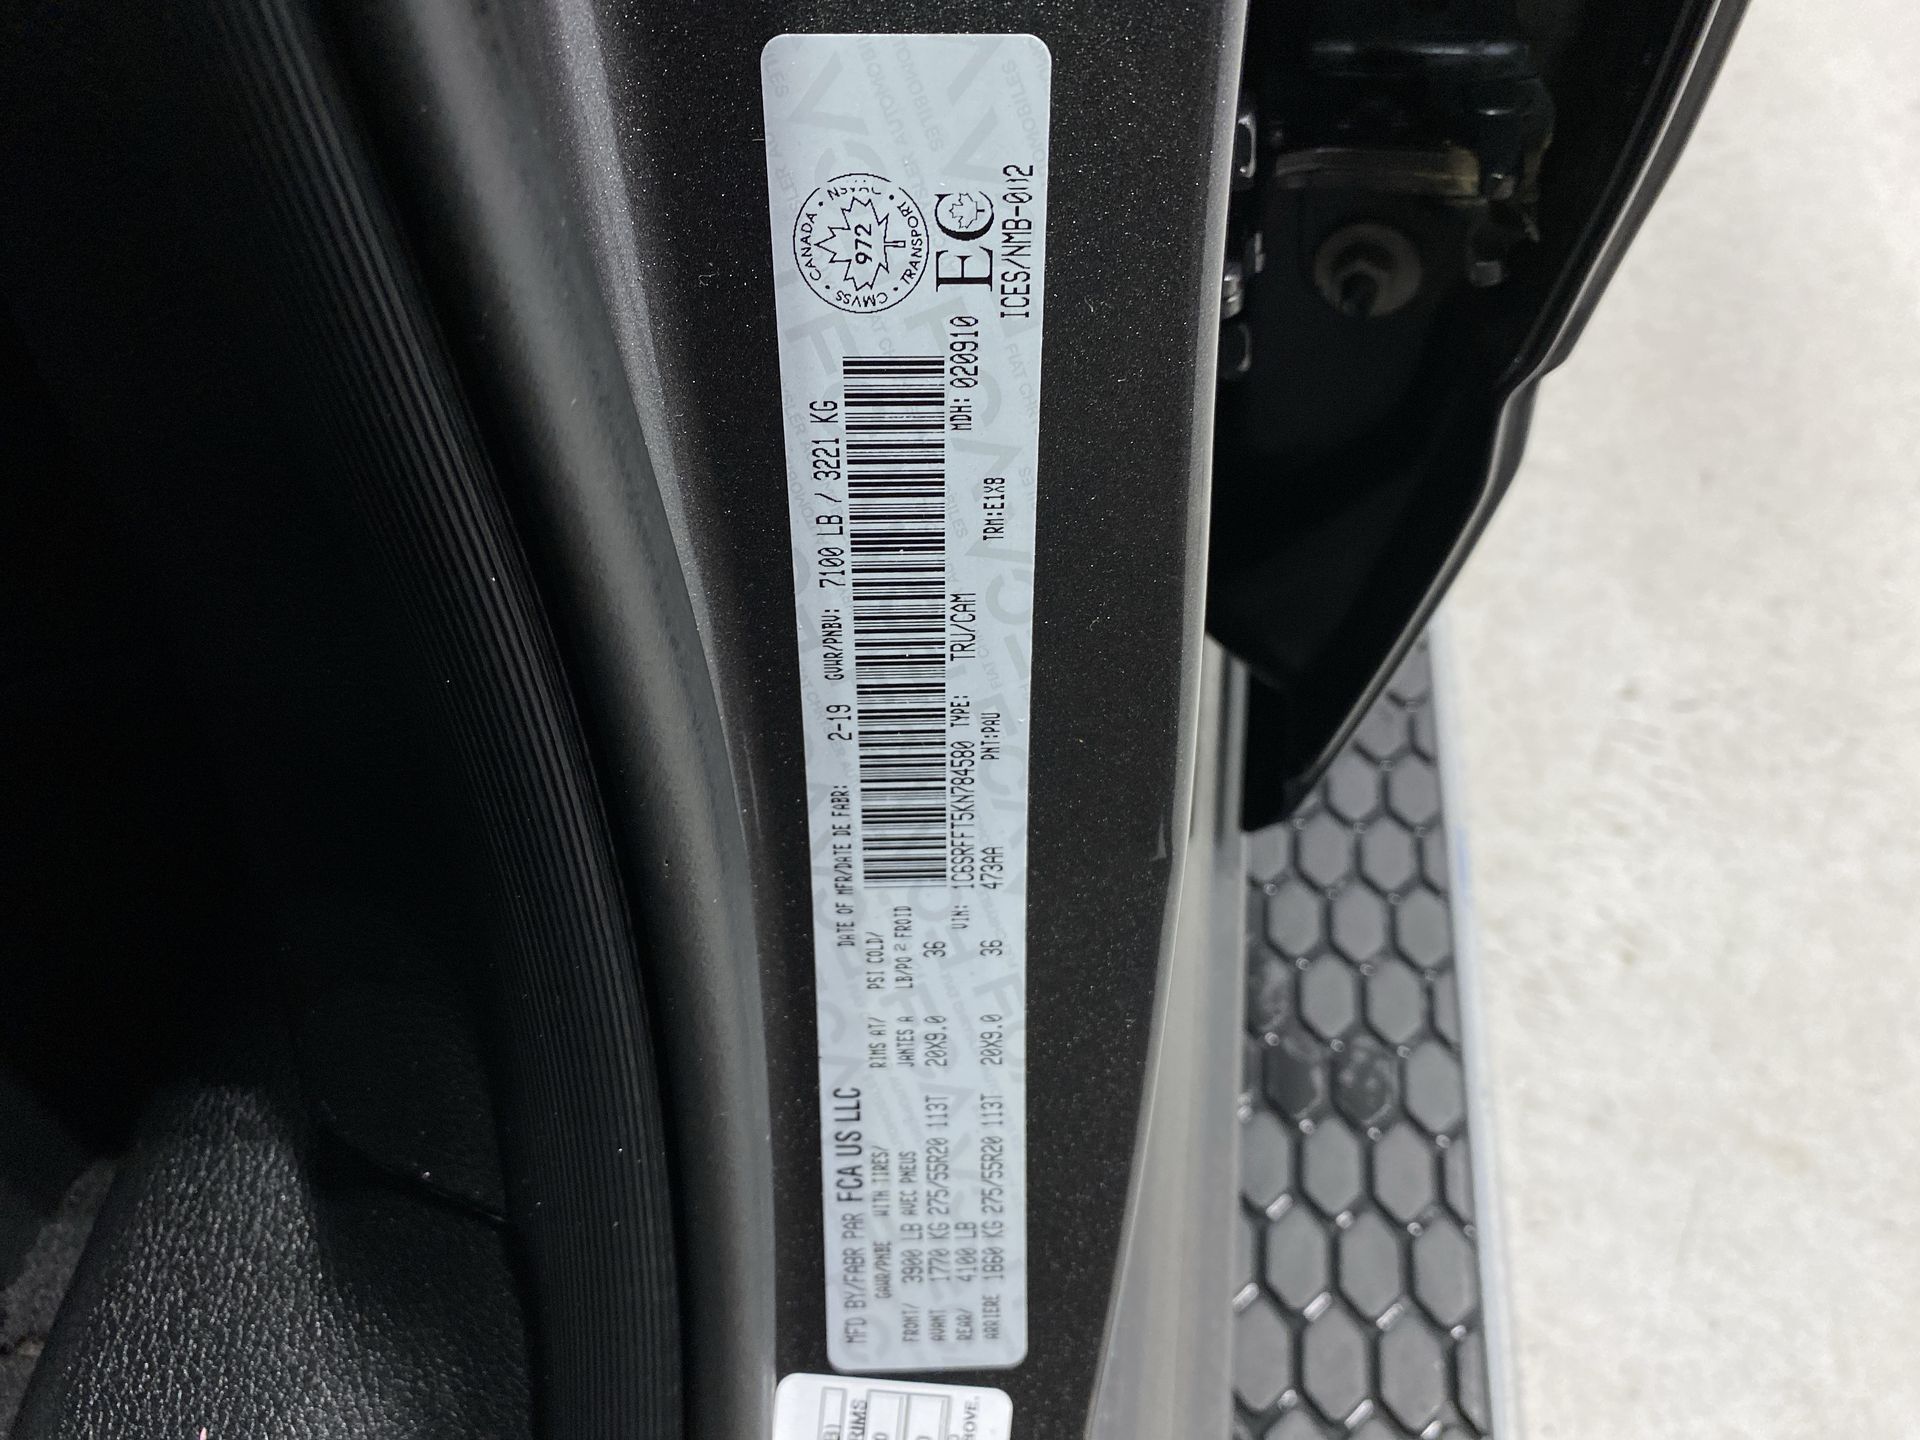 MFD BY/FABR PAR FCA US LLC
DATE OF MFR/DATE DE FABR: 2-19 GVWR/PNBV: 7100 LB / 3221 KG
GAWR/PNBE WITH TIRES/ RIMS AT/ PSI COLD/
FRONT/ 3900 LB AVEC PNEUS JANTES A LB/PO 2 FROID
AVANT 1770 KG 275/55R20 113T 20X9.0 36
REAR/ 4100 LB
ARRIERE 1860 KG 275/55R20 113T 20X9.0 36
VIN: 1C6SRFFT5KN784580 TYPE: TRU/CAM MDH: 020910
473AA PNT:PAU TRM:E1X8
CANADA · NSVAC · TRANSPORT · CMVSS ·
972
EC
ICES/NMB-002
RIMS